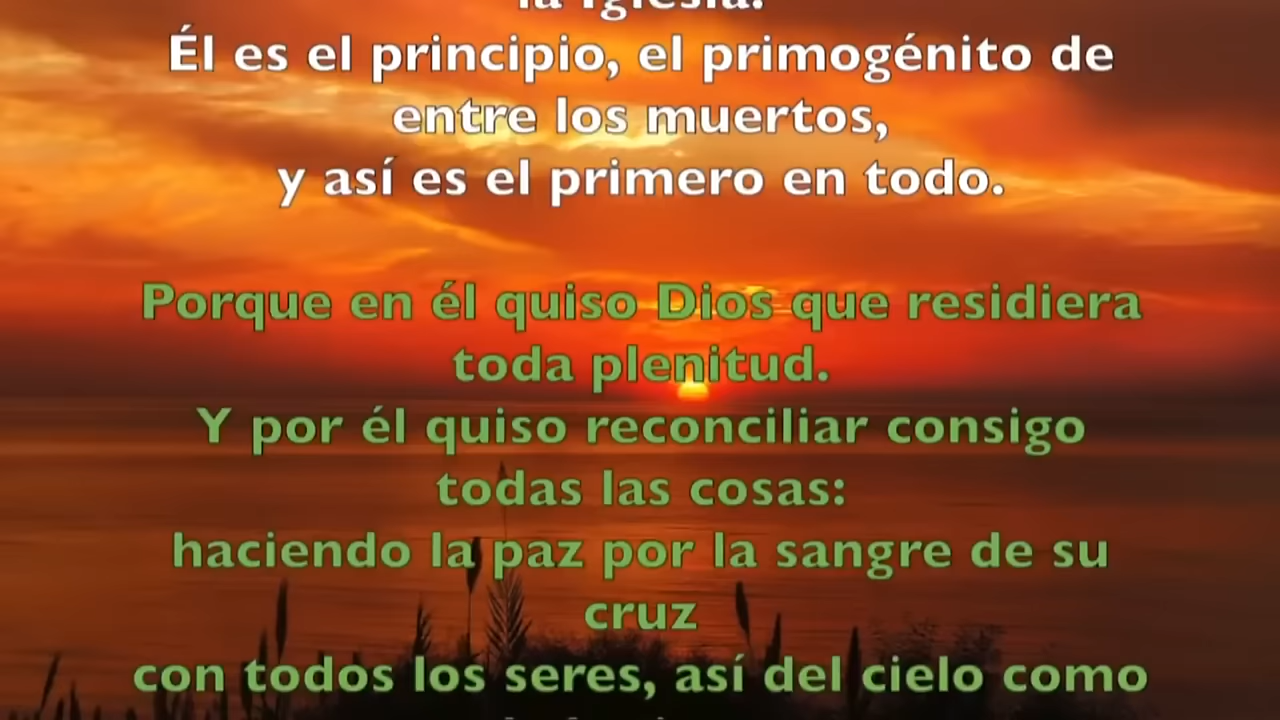 la Iglesia.
Él es el principio, el primogénito de
entre los muertos,
y así es el primero en todo.
Porque en él quiso Dios que residiera
toda plenitud.
Y por él quiso reconciliar consigo
todas las cosas:
haciendo la paz por la sangre de su
cruz
con todos los seres, así del cielo como